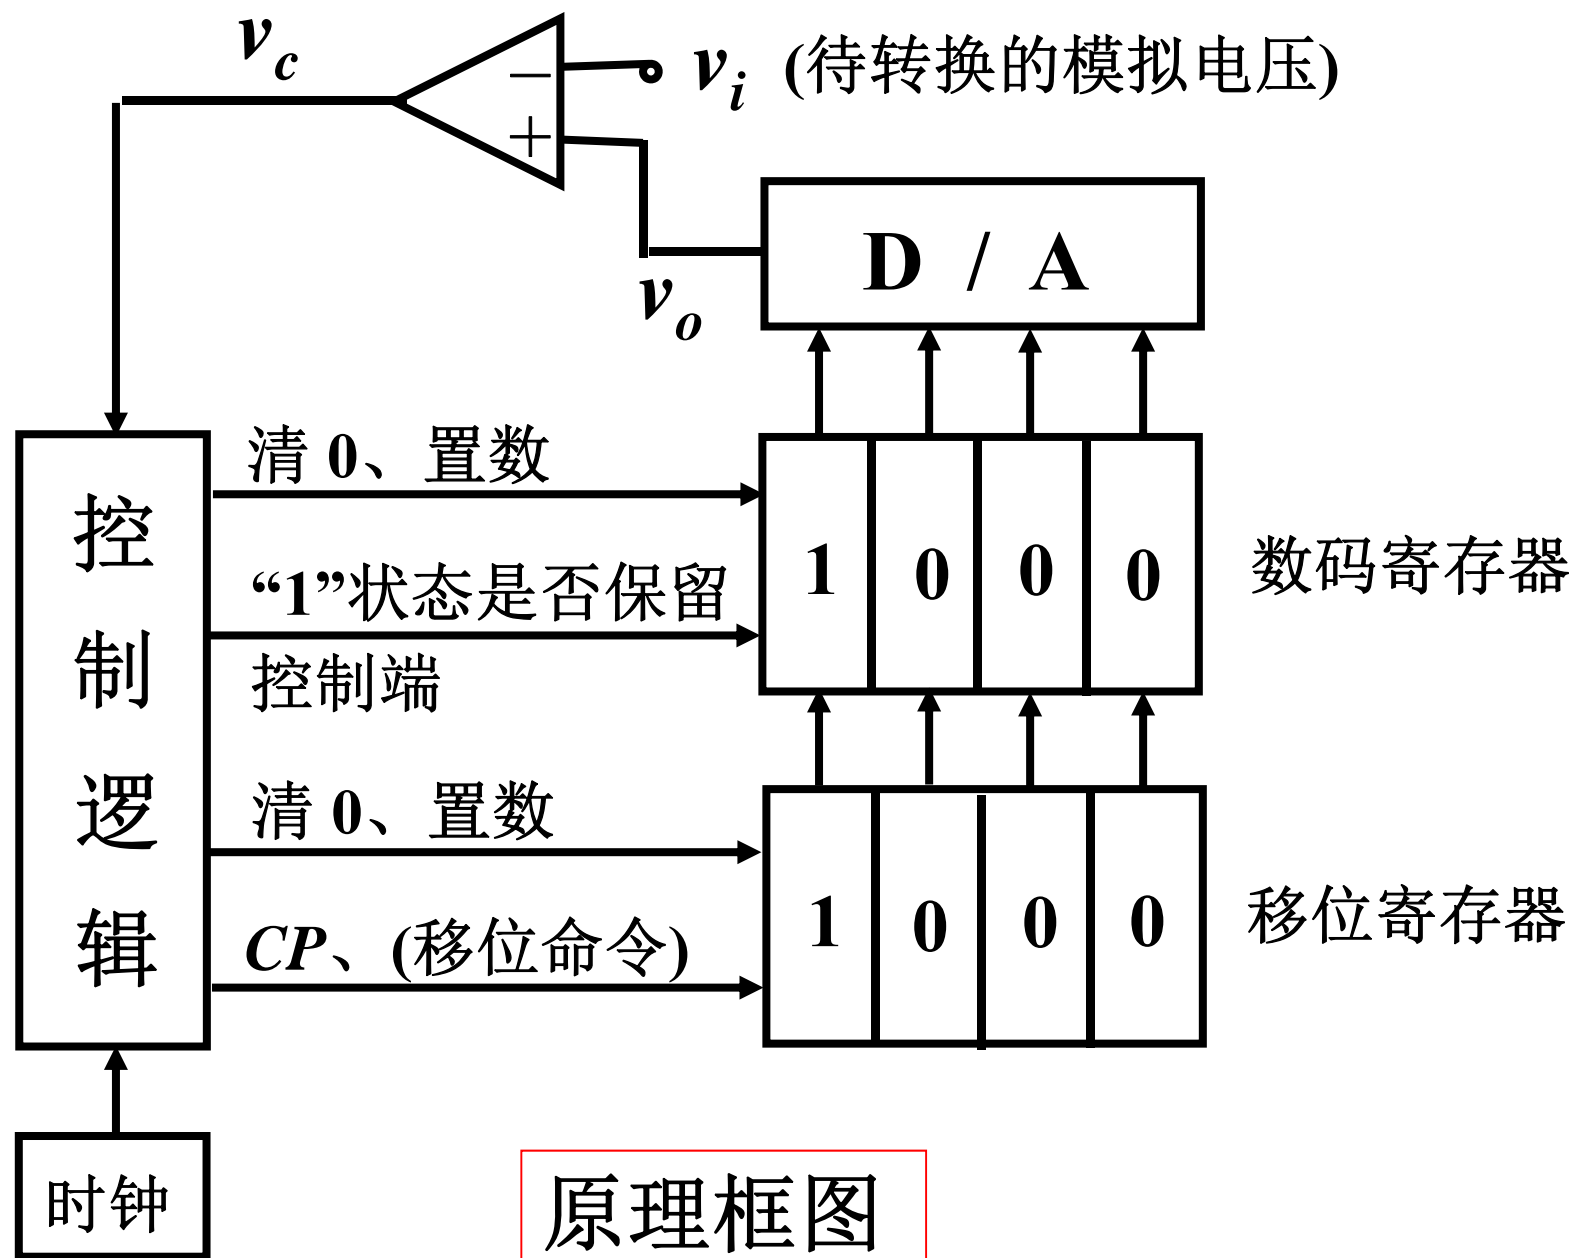 vc
− vi (待转换的模拟电压)
+
D / A
vo
控制逻辑
清 0、置数
“1”状态是否保留
控制端
1 0 0 0
数码寄存器
清 0、置数
CP、(移位命令)
1 0 0 0
移位寄存器
时钟
原理框图